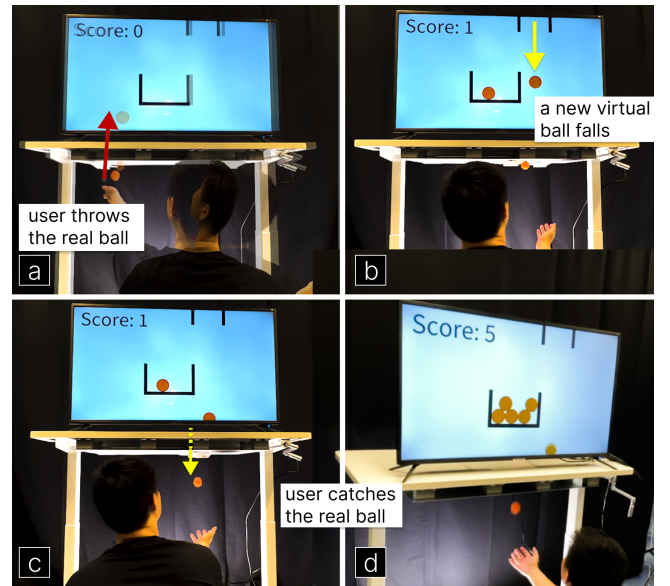 Score: 0
user throws
the real ball
a
Score: 1
a new virtual
ball falls
b
Score: 1
c
user catches
the real ball
Score: 5
d